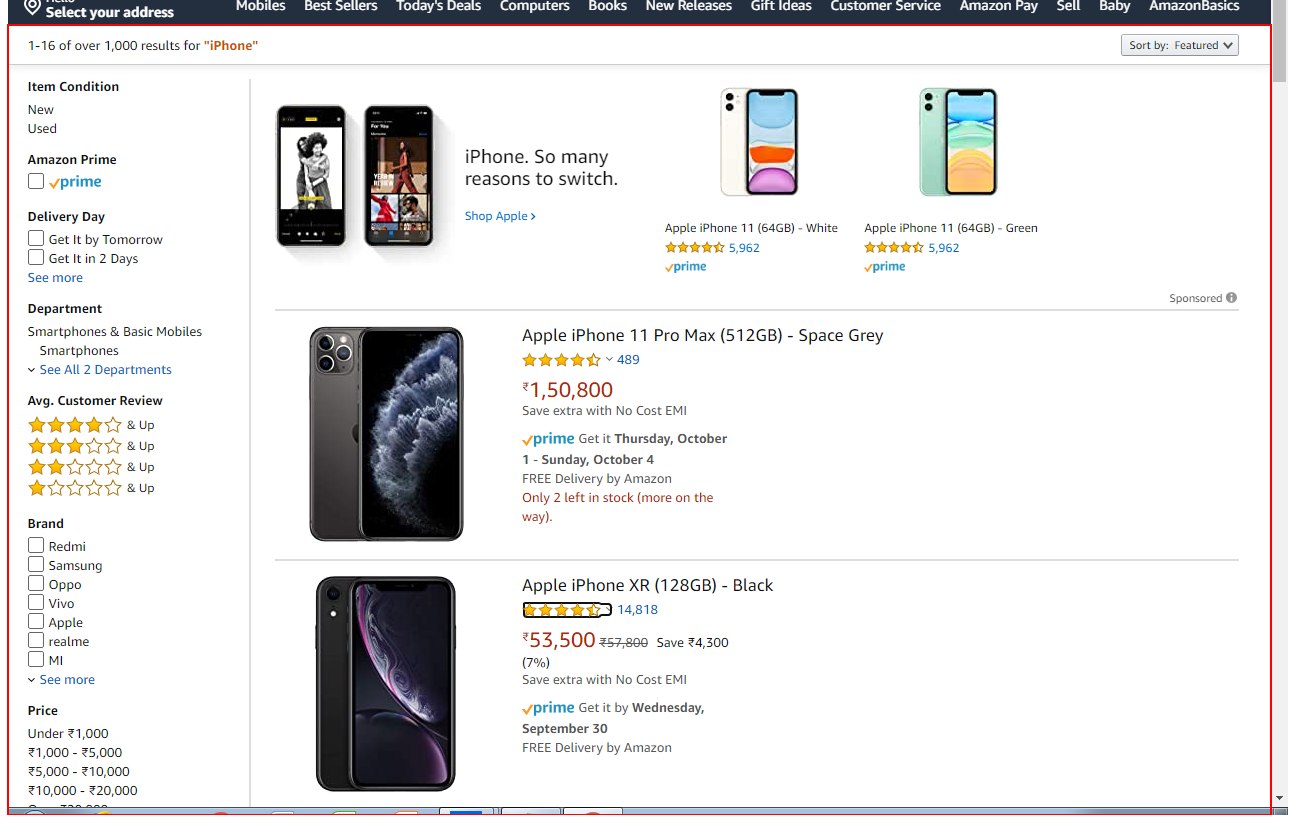 Select your address
Mobiles Best Sellers Today's Deals Computers Books New Releases Gift Ideas Customer Service Amazon Pay Sell Baby AmazonBasics
1-16 of over 1,000 results for "iPhone"
Sort by: Featured
Item Condition
New
Used
Amazon Prime
prime
Delivery Day
Get It by Tomorrow
Get It in 2 Days
See more
Department
Smartphones & Basic Mobiles
Smartphones
See All 2 Departments
Avg. Customer Review
& Up
& Up
& Up
& Up
Brand
Redmi
Samsung
Oppo
Vivo
Apple
realme
MI
See more
Price
Under ₹1,000
₹1,000 - ₹5,000
₹5,000 - ₹10,000
₹10,000 - ₹20,000
For You
YEAR IN
REVIEW
iPhone. So many
reasons to switch.
Shop Apple
Apple iPhone 11 (64GB) - White
5,962
prime
Apple iPhone 11 (64GB) - Green
5,962
prime
Sponsored
Apple iPhone 11 Pro Max (512GB) - Space Grey
489
₹1,50,800
Save extra with No Cost EMI
prime Get it Thursday, October
1 - Sunday, October 4
FREE Delivery by Amazon
Only 2 left in stock (more on the
way).
Apple iPhone XR (128GB) - Black
14,818
₹53,500 ₹57,800 Save ₹4,300
(7%)
Save extra with No Cost EMI
prime Get it by Wednesday,
September 30
FREE Delivery by Amazon